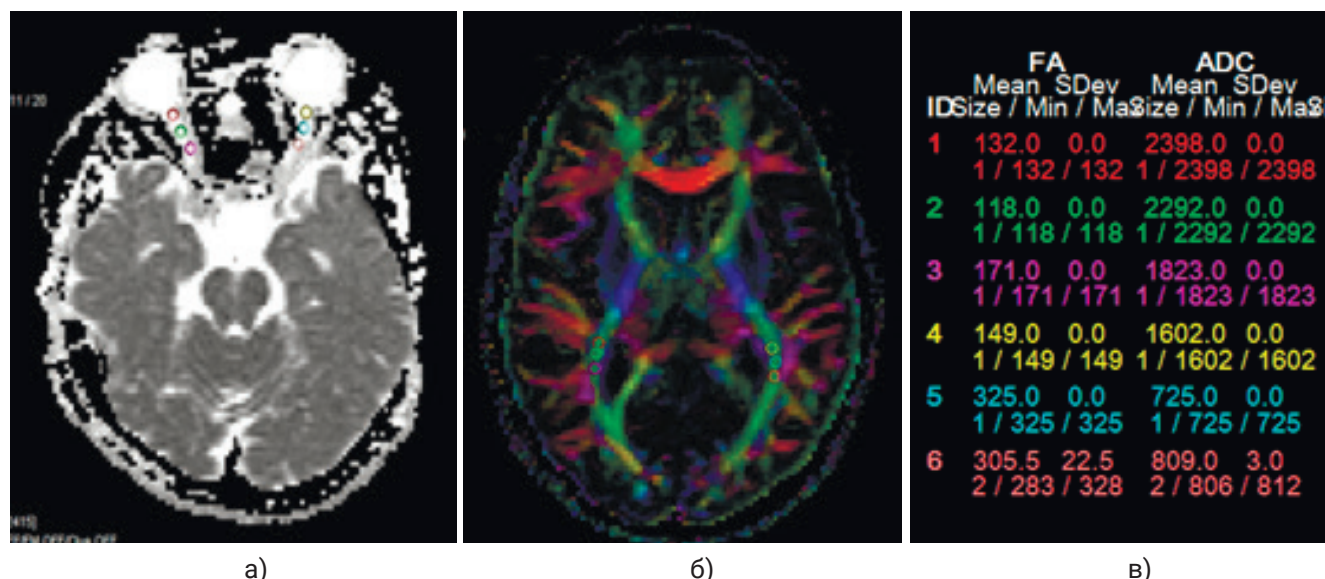 11 / 20
FA ADC
Mean SDev Mean SDev
ID Size / Min / Max Size / Min / Max
1 132.0 0.0 2398.0 0.0
1 / 132 / 132 1 / 2398 / 2398
2 118.0 0.0 2292.0 0.0
1 / 118 / 118 1 / 2292 / 2292
3 171.0 0.0 1823.0 0.0
1 / 171 / 171 1 / 1823 / 1823
4 149.0 0.0 1602.0 0.0
1 / 149 / 149 1 / 1602 / 1602
5 325.0 0.0 725.0 0.0
1 / 325 / 325 1 / 725 / 725
6 305.5 22.5 809.0 3.0
2 / 283 / 328 2 / 806 / 812
а) б) в)